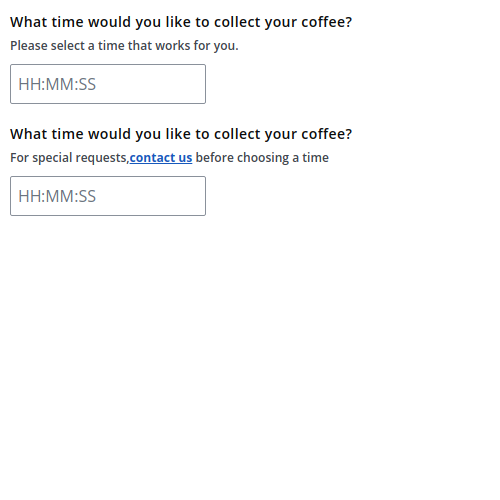 What time would you like to collect your coffee?
Please select a time that works for you.
HH:MM:SS
What time would you like to collect your coffee?
For special requests,contact us before choosing a time
HH:MM:SS